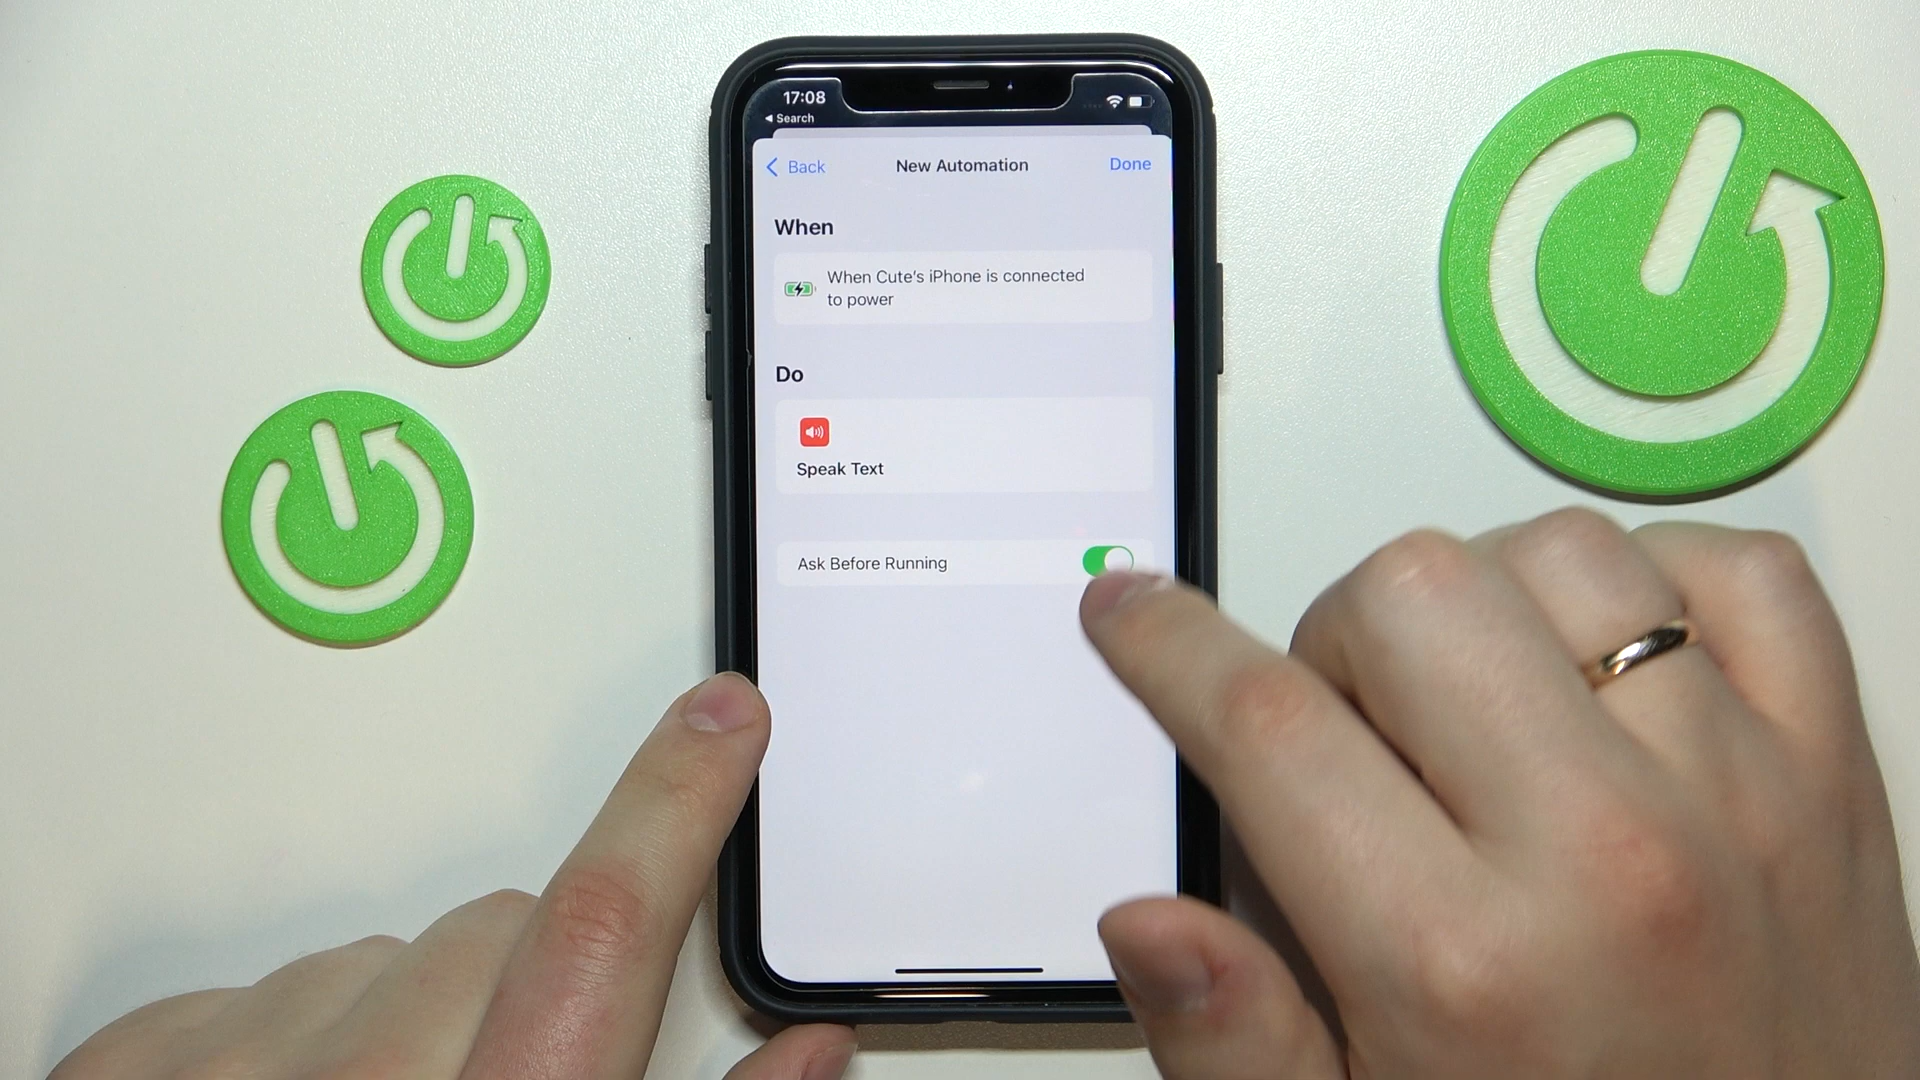 17:08
◀ Search
Back
New Automation
Done
When
When Cute's iPhone is connected
to power
Do
Speak Text
Ask Before Running